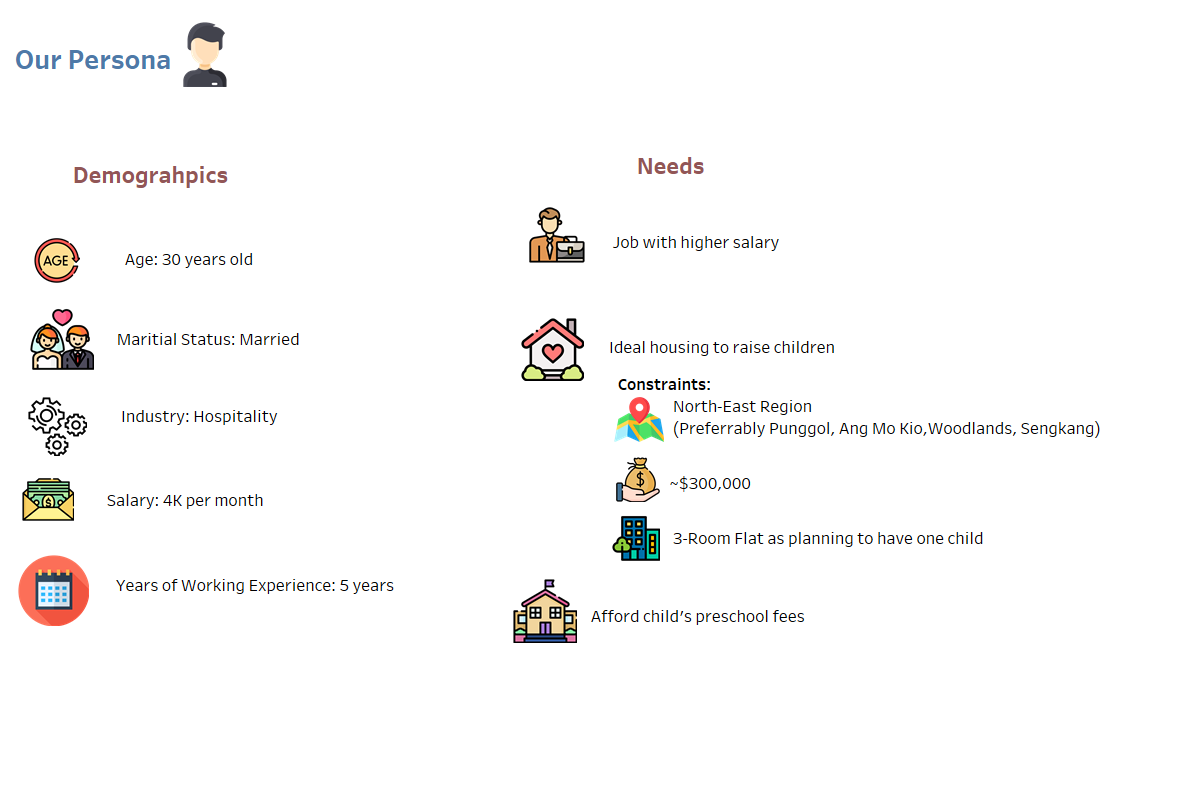 Our Persona
Demograhpics
AGE
Age: 30 years old
Maritial Status: Married
Industry: Hospitality
Salary: 4K per month
Years of Working Experience: 5 years
Needs
Job with higher salary
Ideal housing to raise children
Constraints:
North-East Region
(Preferrably Punggol, Ang Mo Kio,Woodlands, Sengkang)
$
~$300,000
3-Room Flat as planning to have one child
Afford child's preschool fees